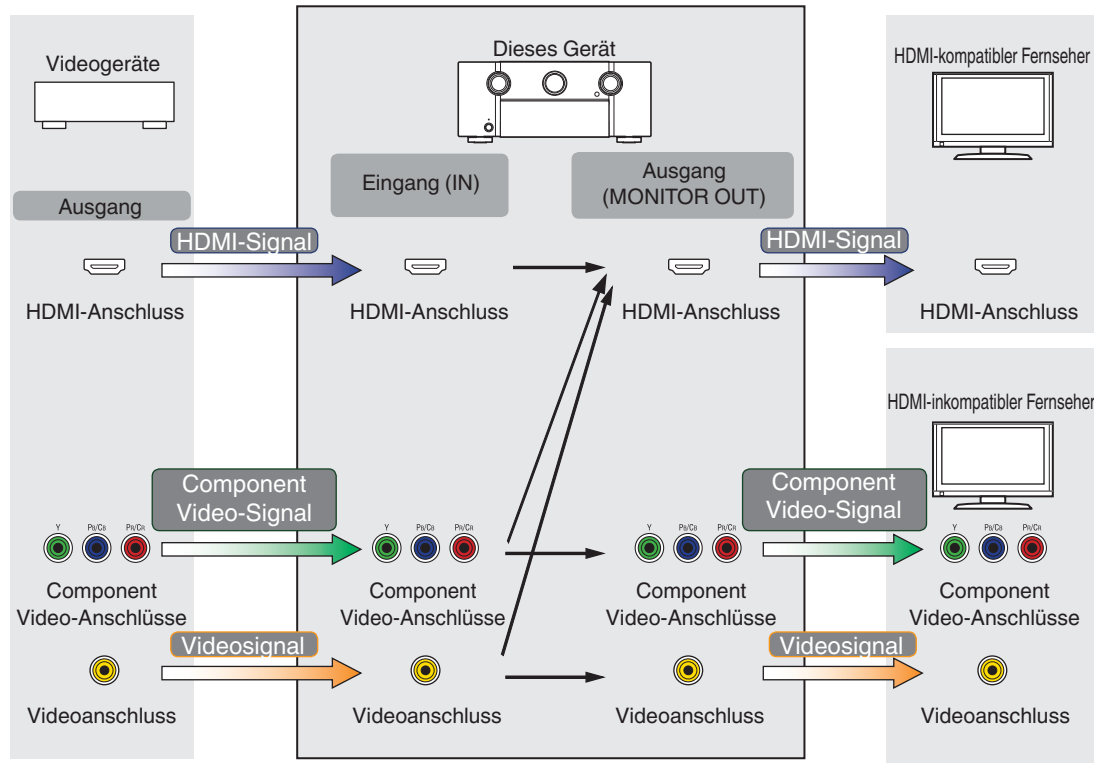 Videogeräte
Dieses Gerät
HDMI-kompatibler Fernseher
Ausgang
Eingang (IN)
Ausgang
(MONITOR OUT)
HDMI-Signal
HDMI-Signal
HDMI-Anschluss
HDMI-Anschluss
HDMI-Anschluss
HDMI-Anschluss
HDMI-inkompatibler Fernseher
Component
Video-Signal
Component
Video-Signal
Y PB/CB PR/CR
Y PB/CB PR/CR
Y PB/CB PR/CR
Y PB/CB PR/CR
Component
Video-Anschlüsse
Component
Video-Anschlüsse
Component
Video-Anschlüsse
Component
Video-Anschlüsse
Videosignal
Videosignal
Videoanschluss
Videoanschluss
Videoanschluss
Videoanschluss